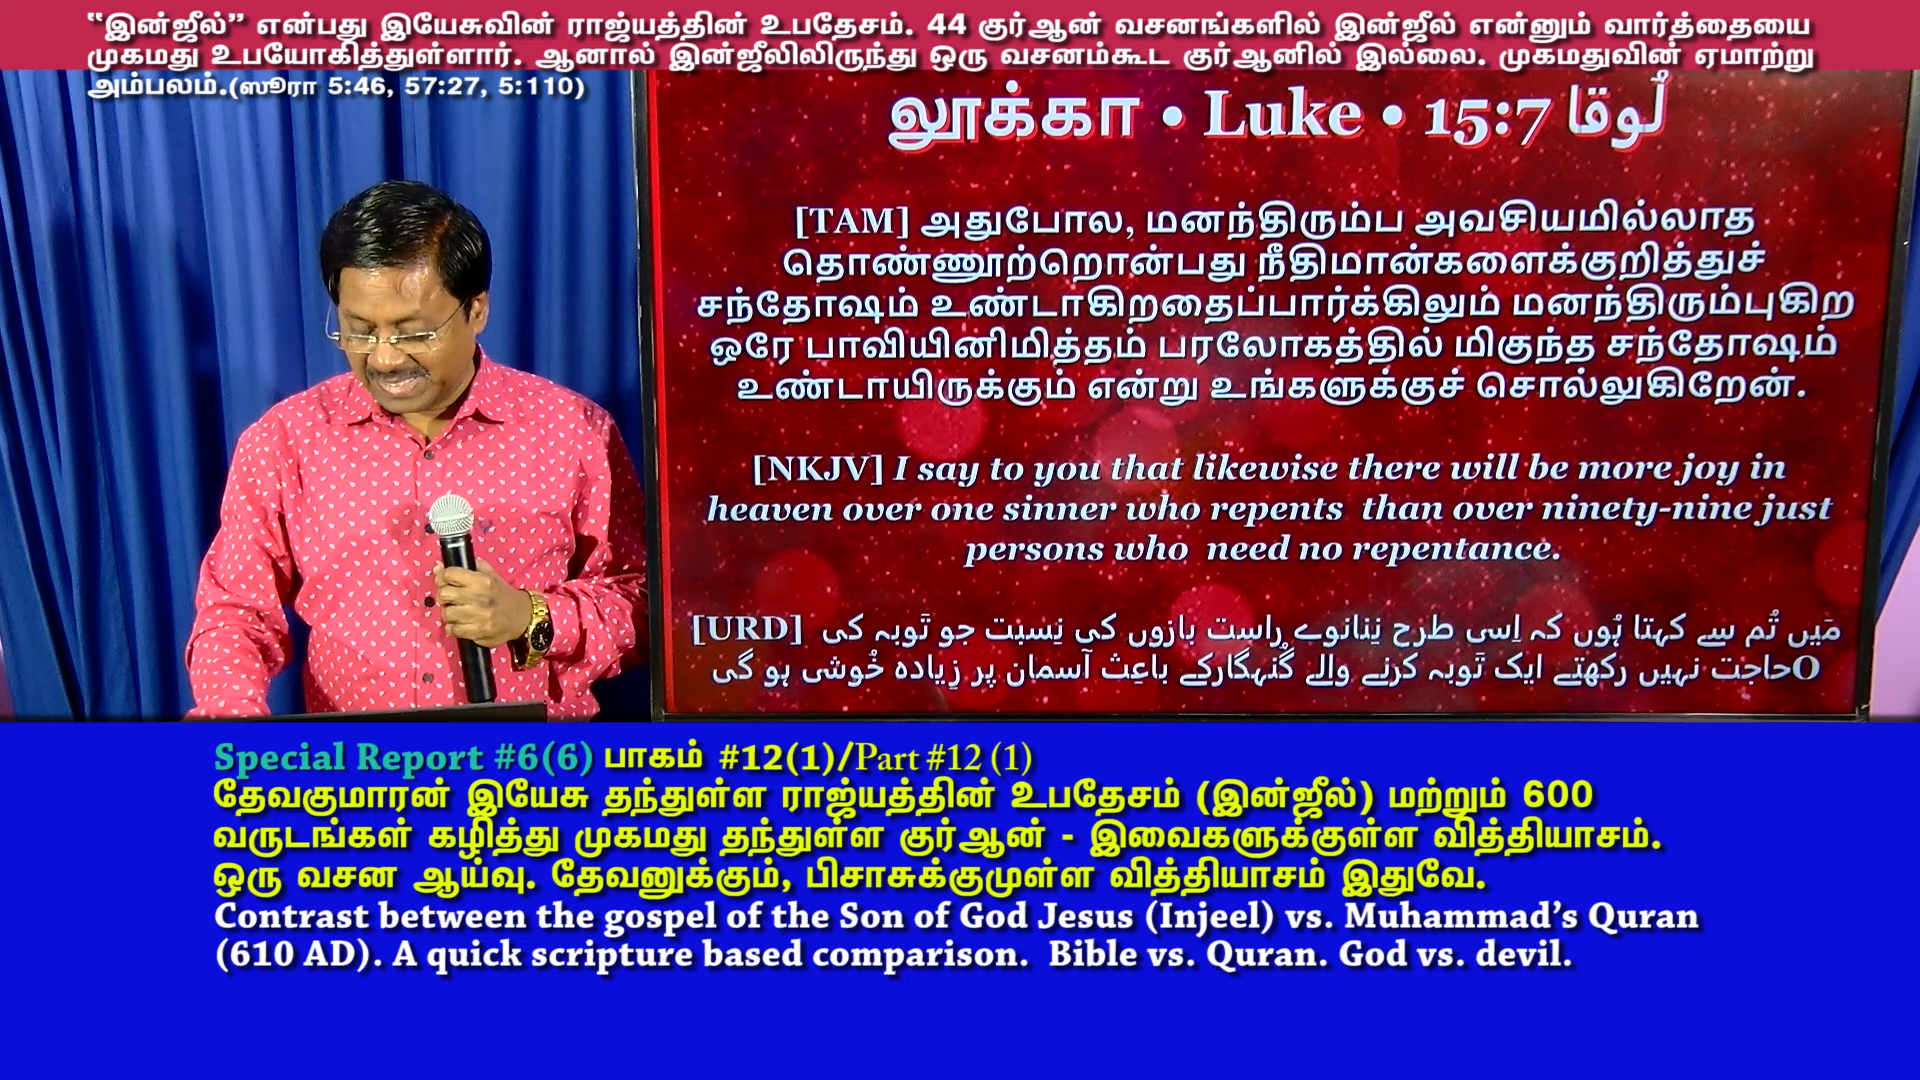 “இன்ஜீல்” என்பது இயேசுவின் ராஜ்யத்தின் உபதேசம். 44 குர்ஆன் வசனங்களில் இன்ஜீல் என்னும் வார்த்தையை
முகமது உபயோகித்துள்ளார். ஆனால் இன்ஜீலிலிருந்து ஒரு வசனம்கூட குர்ஆனில் இல்லை. முகமதுவின் ஏமாற்று
அம்பலம்.(ஸூரா 5:46, 57:27, 5:110)
லூக்கா • Luke • 15:7 لُوقا
[TAM] அதுபோல, மனந்திரும்ப அவசியமில்லாத
தொண்ணூற்றொன்பது நீதிமான்களைக்குறித்துச்
சந்தோஷம் உண்டாகிறதைப்பார்க்கிலும் மனந்திரும்புகிற
ஒரே பாவியினிமித்தம் பரலோகத்தில் மிகுந்த சந்தோஷம்
உண்டாயிருக்கும் என்று உங்களுக்குச் சொல்லுகிறேன்.
[NKJV] I say to you that likewise there will be more joy in
heaven over one sinner who repents than over ninety-nine just
persons who need no repentance.
[URD] مَیں تُم سے کہتا ہُوں کہ اِسی طرح نِنانوے راست بازوں کی نِسبت جو تَوبہ کی
حاجت نہیں رکھتے ایک تَوبہ کرنے والے گُنہگارکے باعِث آسمان پر زِیادہ خُوشی ہو گیO
Special Report #6(6) பாகம் #12(1)/Part #12 (1)
தேவகுமாரன் இயேசு தந்துள்ள ராஜ்யத்தின் உபதேசம் (இன்ஜீல்) மற்றும் 600
வருடங்கள் கழித்து முகமது தந்துள்ள குர்ஆன் - இவைகளுக்குள்ள வித்தியாசம்.
ஒரு வசன ஆய்வு. தேவனுக்கும், பிசாசுக்குமுள்ள வித்தியாசம் இதுவே.
Contrast between the gospel of the Son of God Jesus (Injeel) vs. Muhammad’s Quran
(610 AD). A quick scripture based comparison. Bible vs. Quran. God vs. devil.